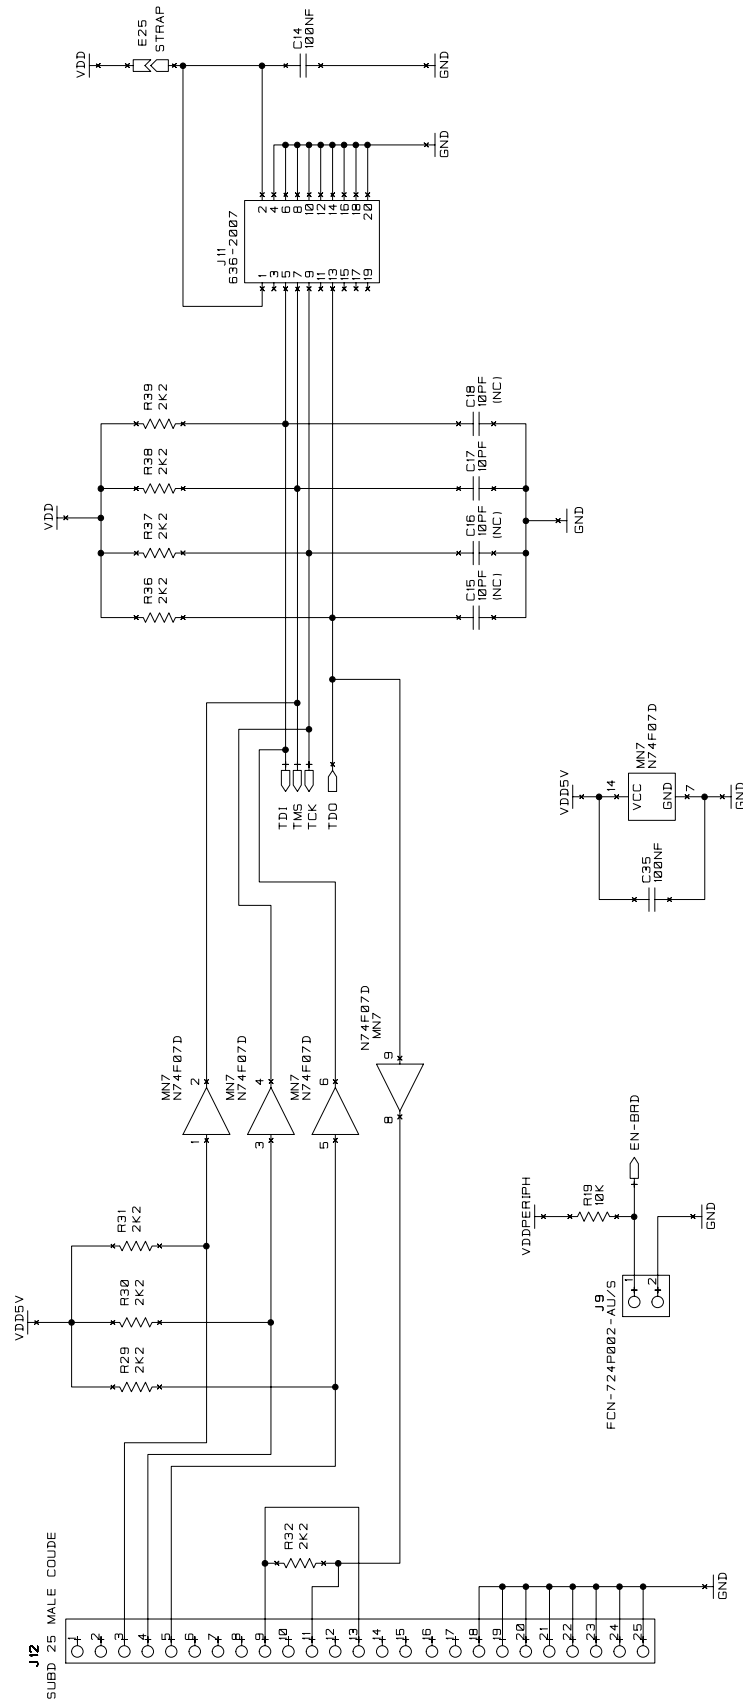 E25
STRAP
VDD
C14
100NF
GND
GND
J11
636-2007
2
4
6
8
10
12
14
16
18
20
1
3
5
7
9
11
13
15
17
19
R39
2K2
R38
2K2
R37
2K2
R36
2K2
VDD
C18
10PF
(NC)
C17
10PF
C16
10PF
(NC)
C15
10PF
(NC)
GND
TDI
TMS
TCK
TDO
MN7
N74F07D
VDD5V
14
VCC
GND
7
GND
C35
100NF
MN7
N74F07D
1
2
MN7
N74F07D
3
4
MN7
N74F07D
5
6
N74F07D
MN7
9
8
VDD5V
R31
2K2
R30
2K2
R29
2K2
VDDPERIPH
R19
10K
EN-BRD
J9
FCN-724P002-AU/S
1
2
GND
R32
2K2
GND
J12
SUBD 25 MALE COUDE
1
2
3
4
5
6
7
8
9
10
11
12
13
14
15
16
17
18
19
20
21
22
23
24
25